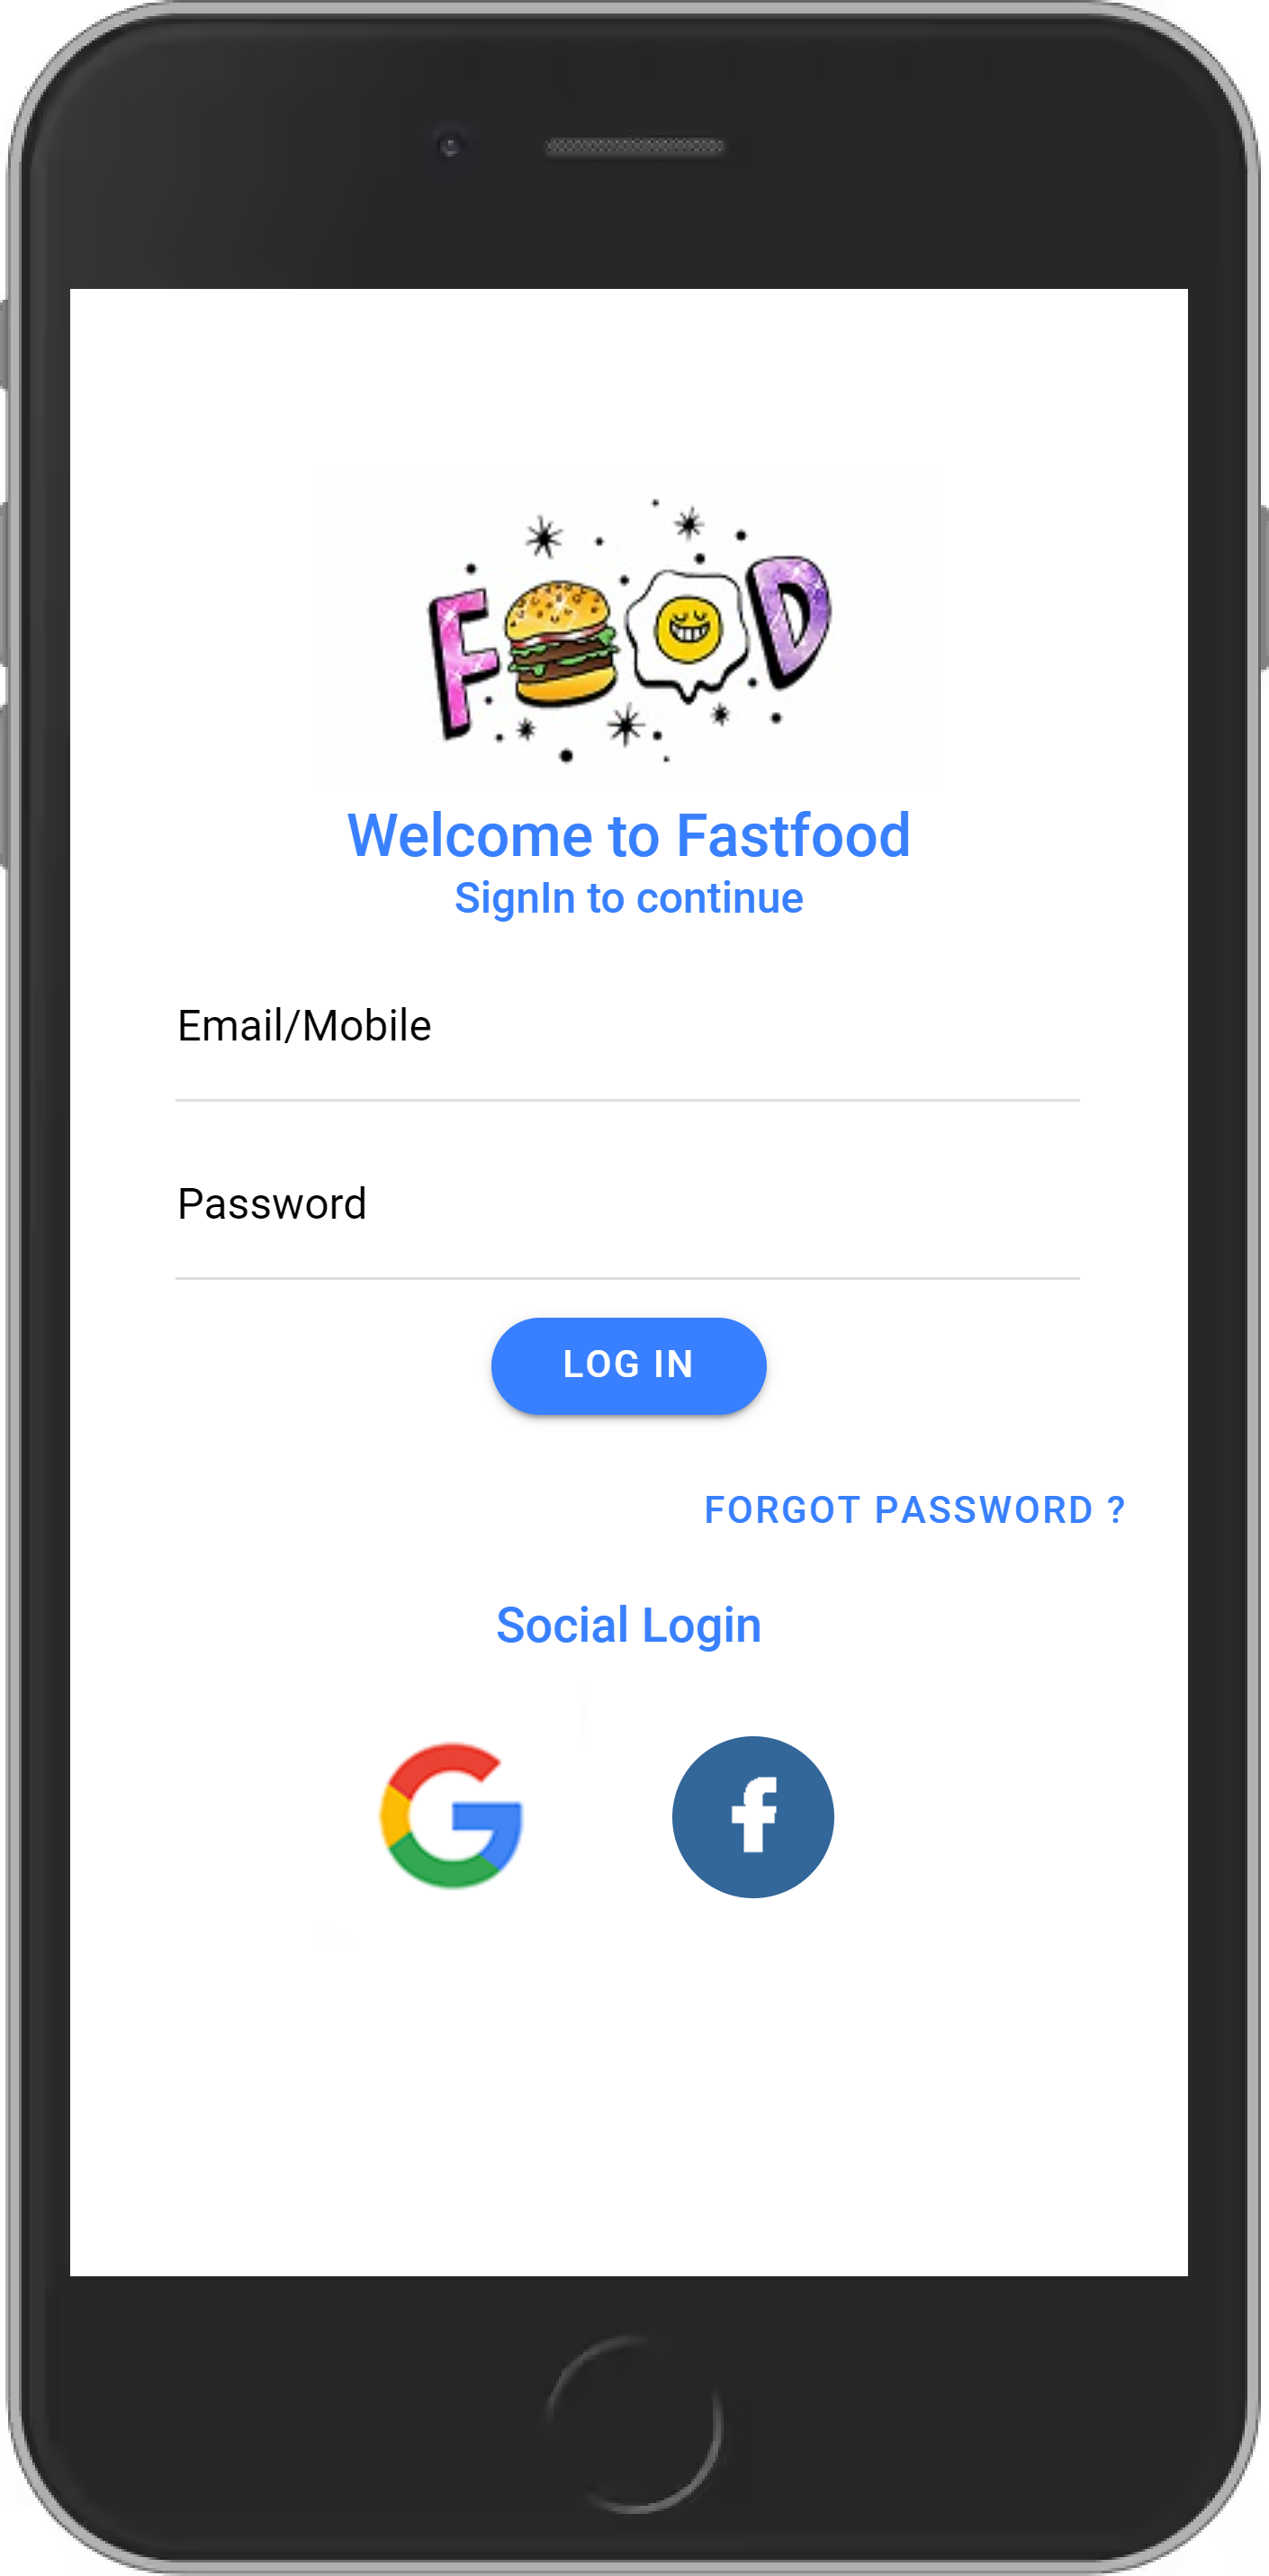 FOOD
Welcome to Fastfood
SignIn to continue
Email/Mobile
Password
LOG IN
FORGOT PASSWORD ?
Social Login
G
f